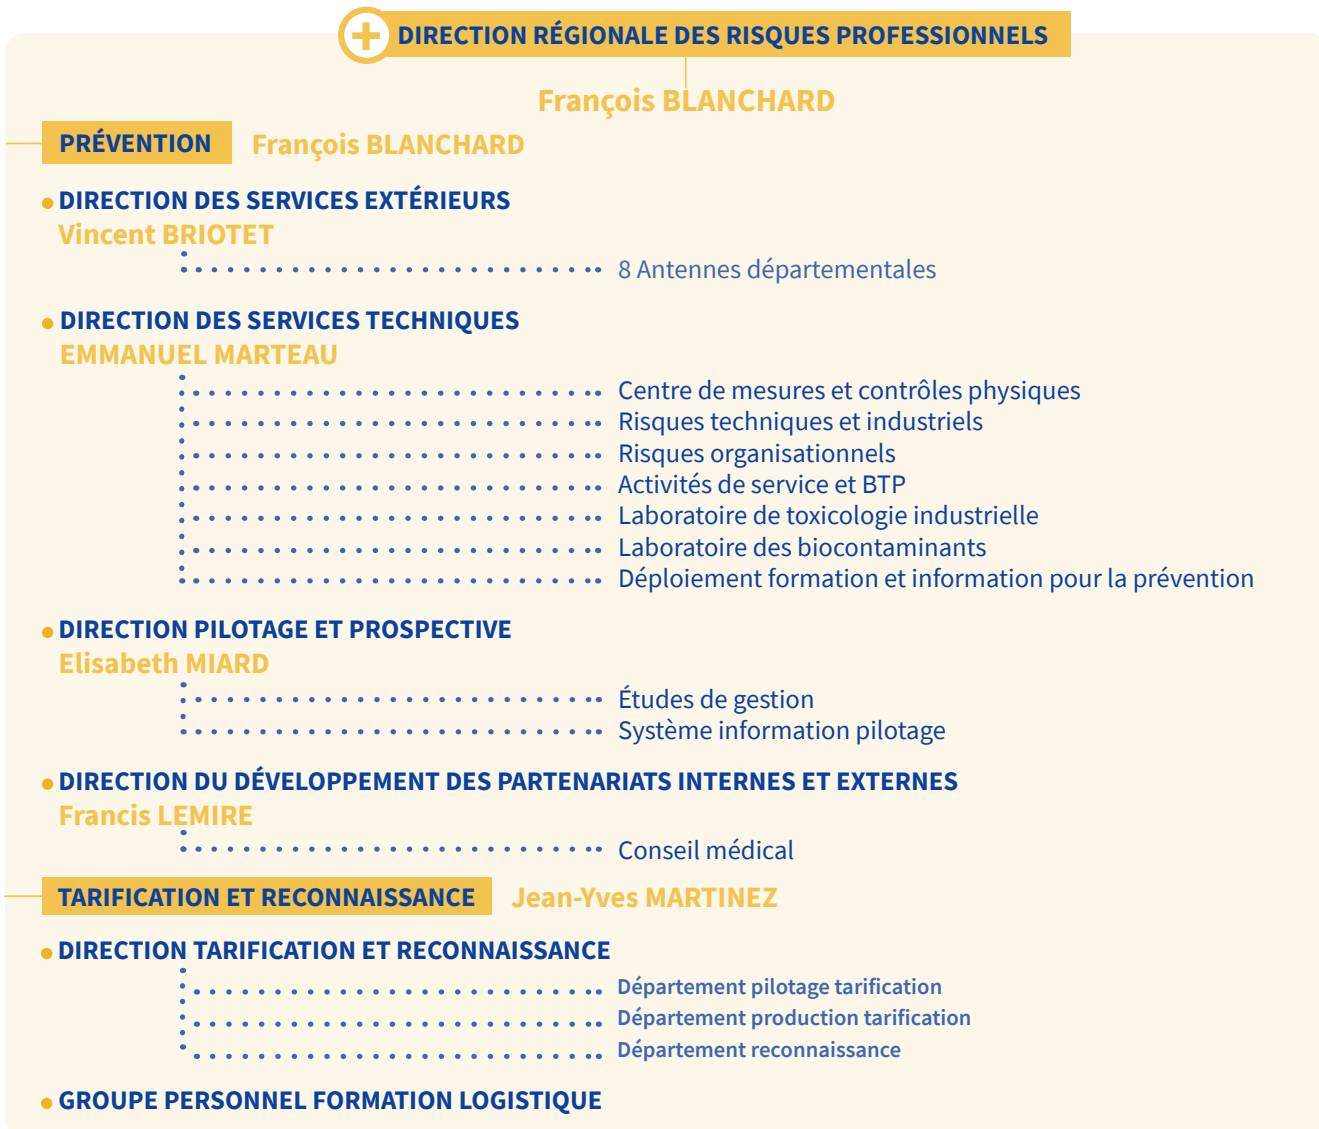 DIRECTION RÉGIONALE DES RISQUES PROFESSIONNELS
François BLANCHARD
PRÉVENTION François BLANCHARD
DIRECTION DES SERVICES EXTÉRIEURS
Vincent BRIOTET
8 Antennes départementales
DIRECTION DES SERVICES TECHNIQUES
EMMANUEL MARTEAU
Centre de mesures et contrôles physiques
Risques techniques et industriels
Risques organisationnels
Activités de service et BTP
Laboratoire de toxicologie industrielle
Laboratoire des biocontaminants
Déploiement formation et information pour la prévention
DIRECTION PILOTAGE ET PROSPECTIVE
Elisabeth MIARD
Études de gestion
Système information pilotage
DIRECTION DU DÉVELOPPEMENT DES PARTENARIATS INTERNES ET EXTERNES
Francis LEMIRE
Conseil médical
TARIFICATION ET RECONNAISSANCE Jean-Yves MARTINEZ
DIRECTION TARIFICATION ET RECONNAISSANCE
Département pilotage tarification
Département production tarification
Département reconnaissance
GROUPE PERSONNEL FORMATION LOGISTIQUE